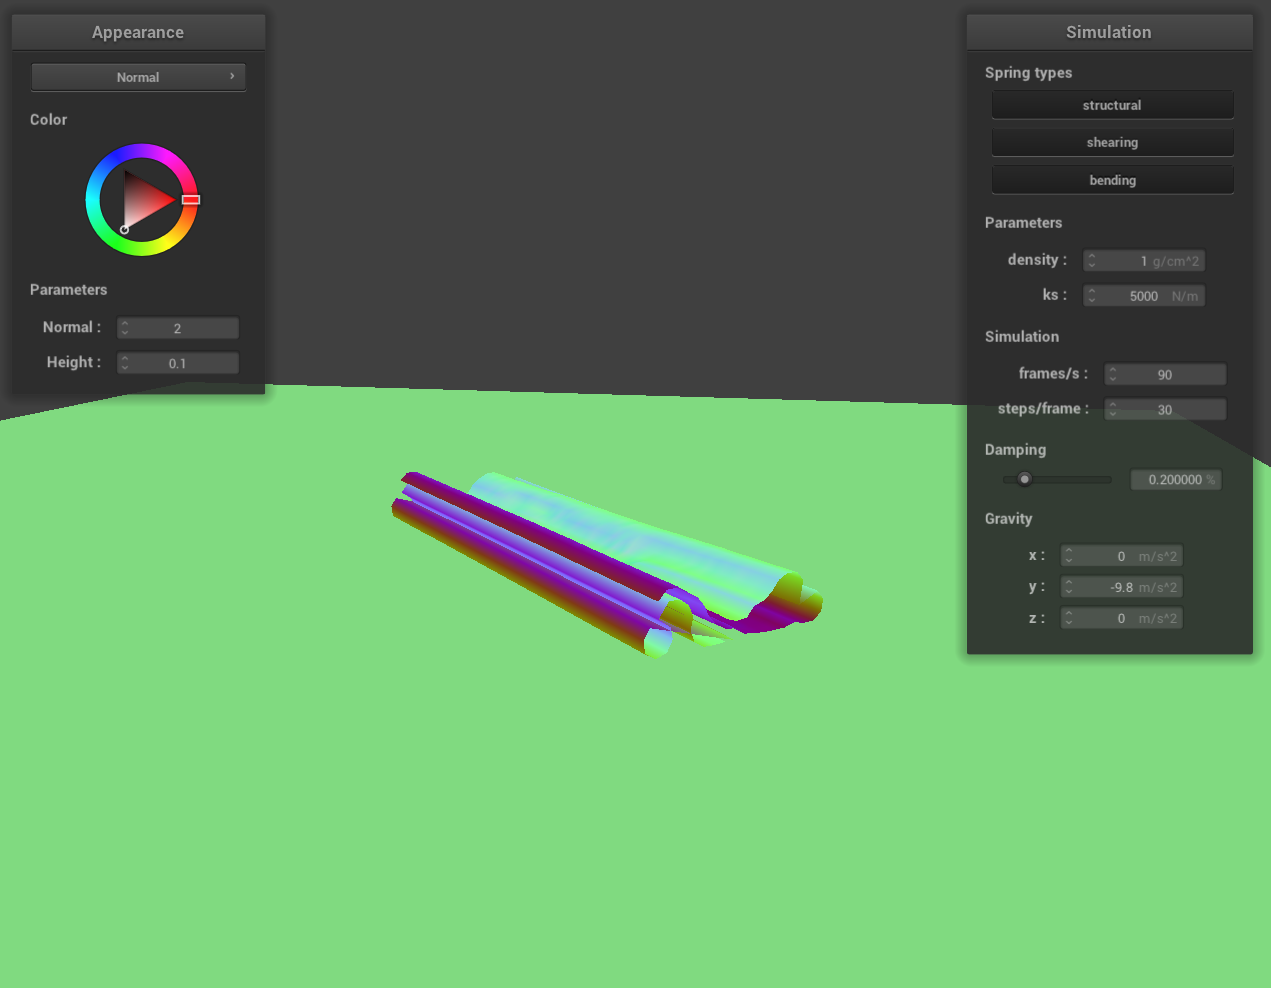 Appearance
Normal
Color
Parameters
Normal : 2
Height : 0.1
Simulation
Spring types
structural
shearing
bending
Parameters
density : 1 g/cm^2
ks : 5000 N/m
Simulation
frames/s : 90
steps/frame : 30
Damping
0.200000 %
Gravity
x : 0 m/s^2
y : -9.8 m/s^2
z : 0 m/s^2